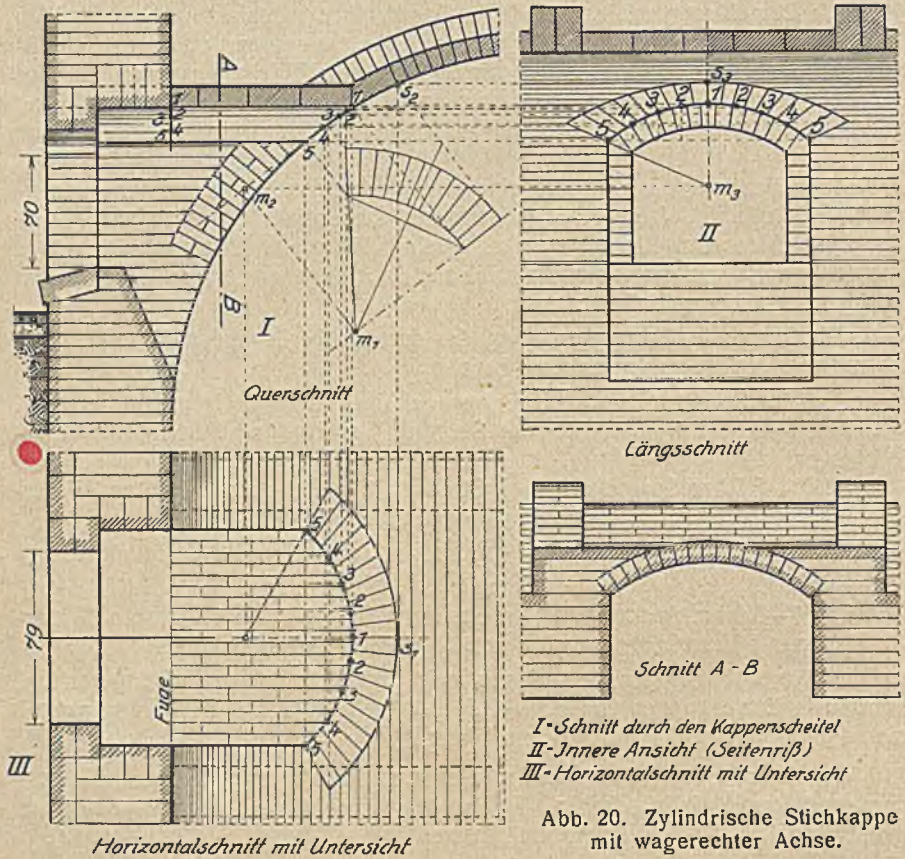 A
1
1
2
3
4
5
2
3
4
5
S2
m2
m1
70
B
I
Querschnitt
S3
5 4 3 2 1 2 3 4 5
m3
II
Längsschnitt
5
4
3
2
1
2
3
4
5
S1
79
Fuge
III
Horizontalschnitt mit Untersicht
Schnitt A-B
I-Schnitt durch den Kappenscheitel
II-Innere Ansicht (Seitenriß)
III-Horizontalschnitt mit Untersicht
Abb. 20. Zylindrische Stichkappe
mit wagerechter Achse.